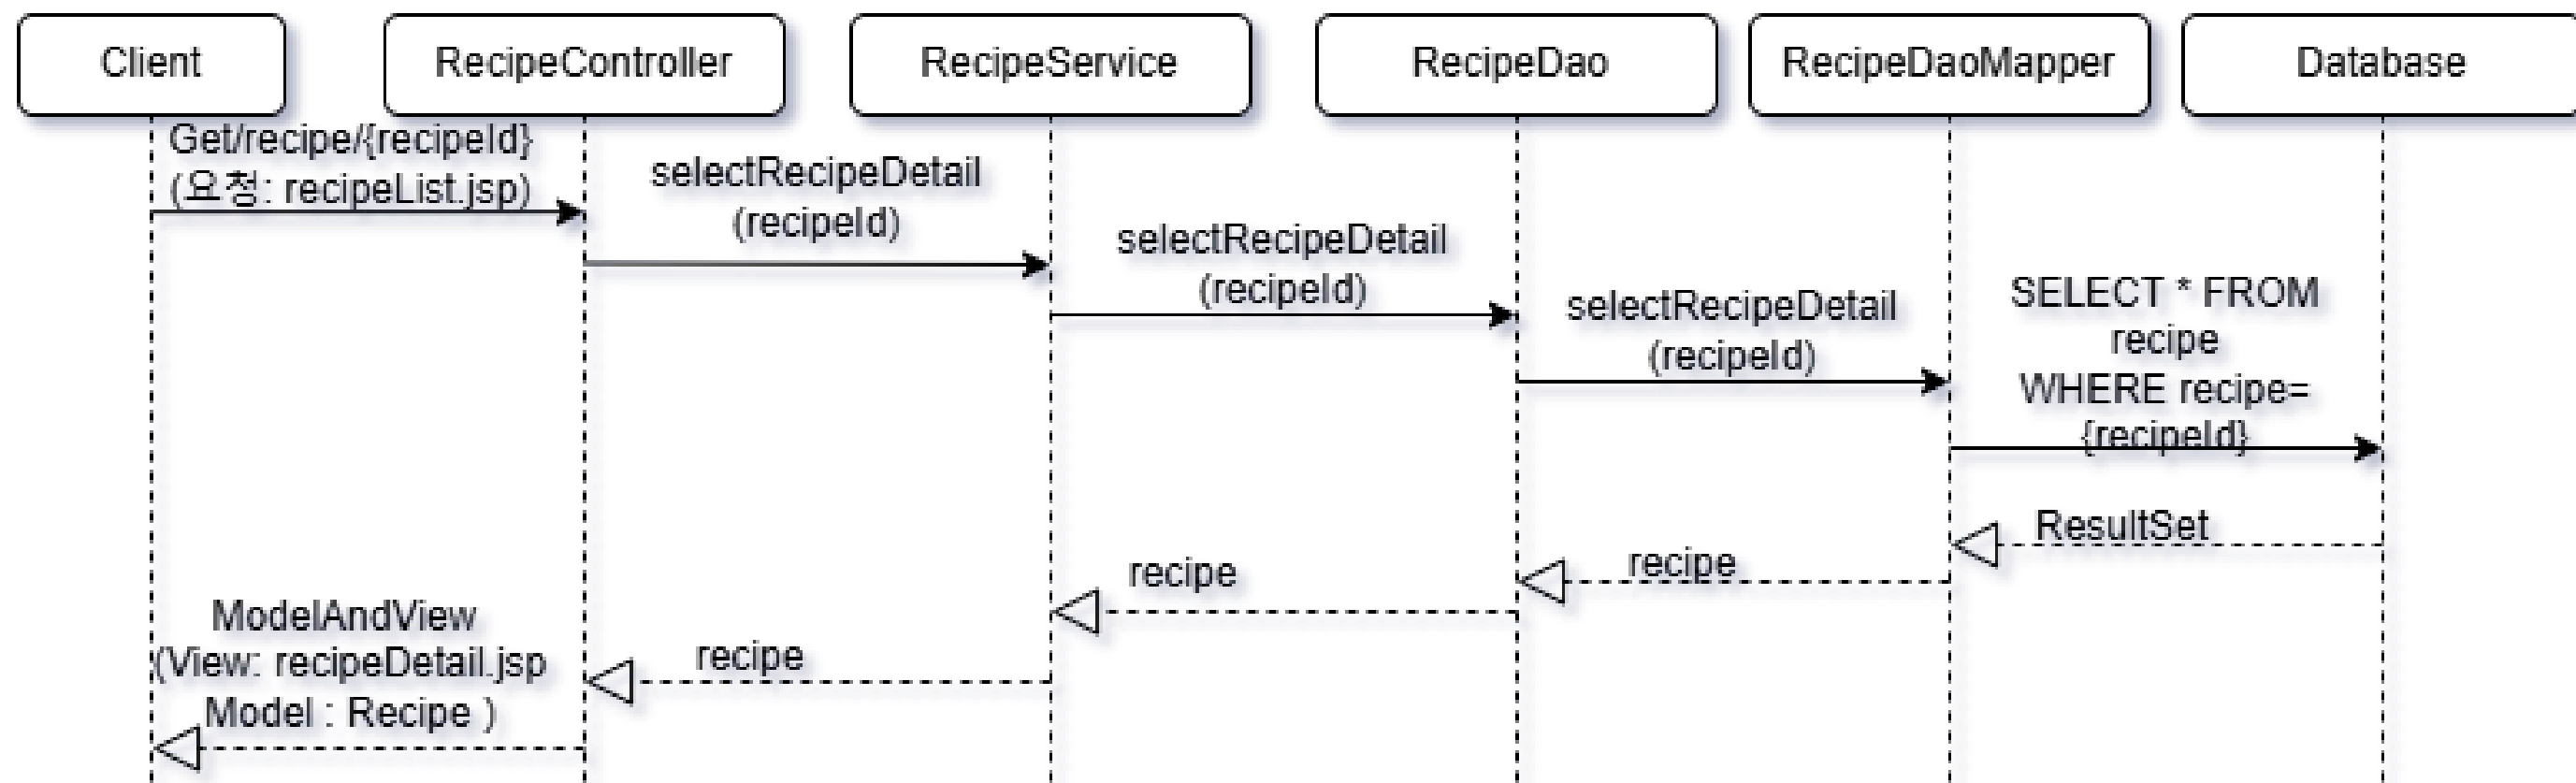 Client
RecipeController
RecipeService
RecipeDao
RecipeDaoMapper
Database
Get/recipe/{recipeId}
(요청: recipeList.jsp)
selectRecipeDetail
(recipeId)
selectRecipeDetail
(recipeId)
selectRecipeDetail
(recipeId)
SELECT * FROM
recipe
WHERE recipe=
{recipeId}
ResultSet
recipe
recipe
recipe
ModelAndView
(View: recipeDetail.jsp
Model : Recipe )